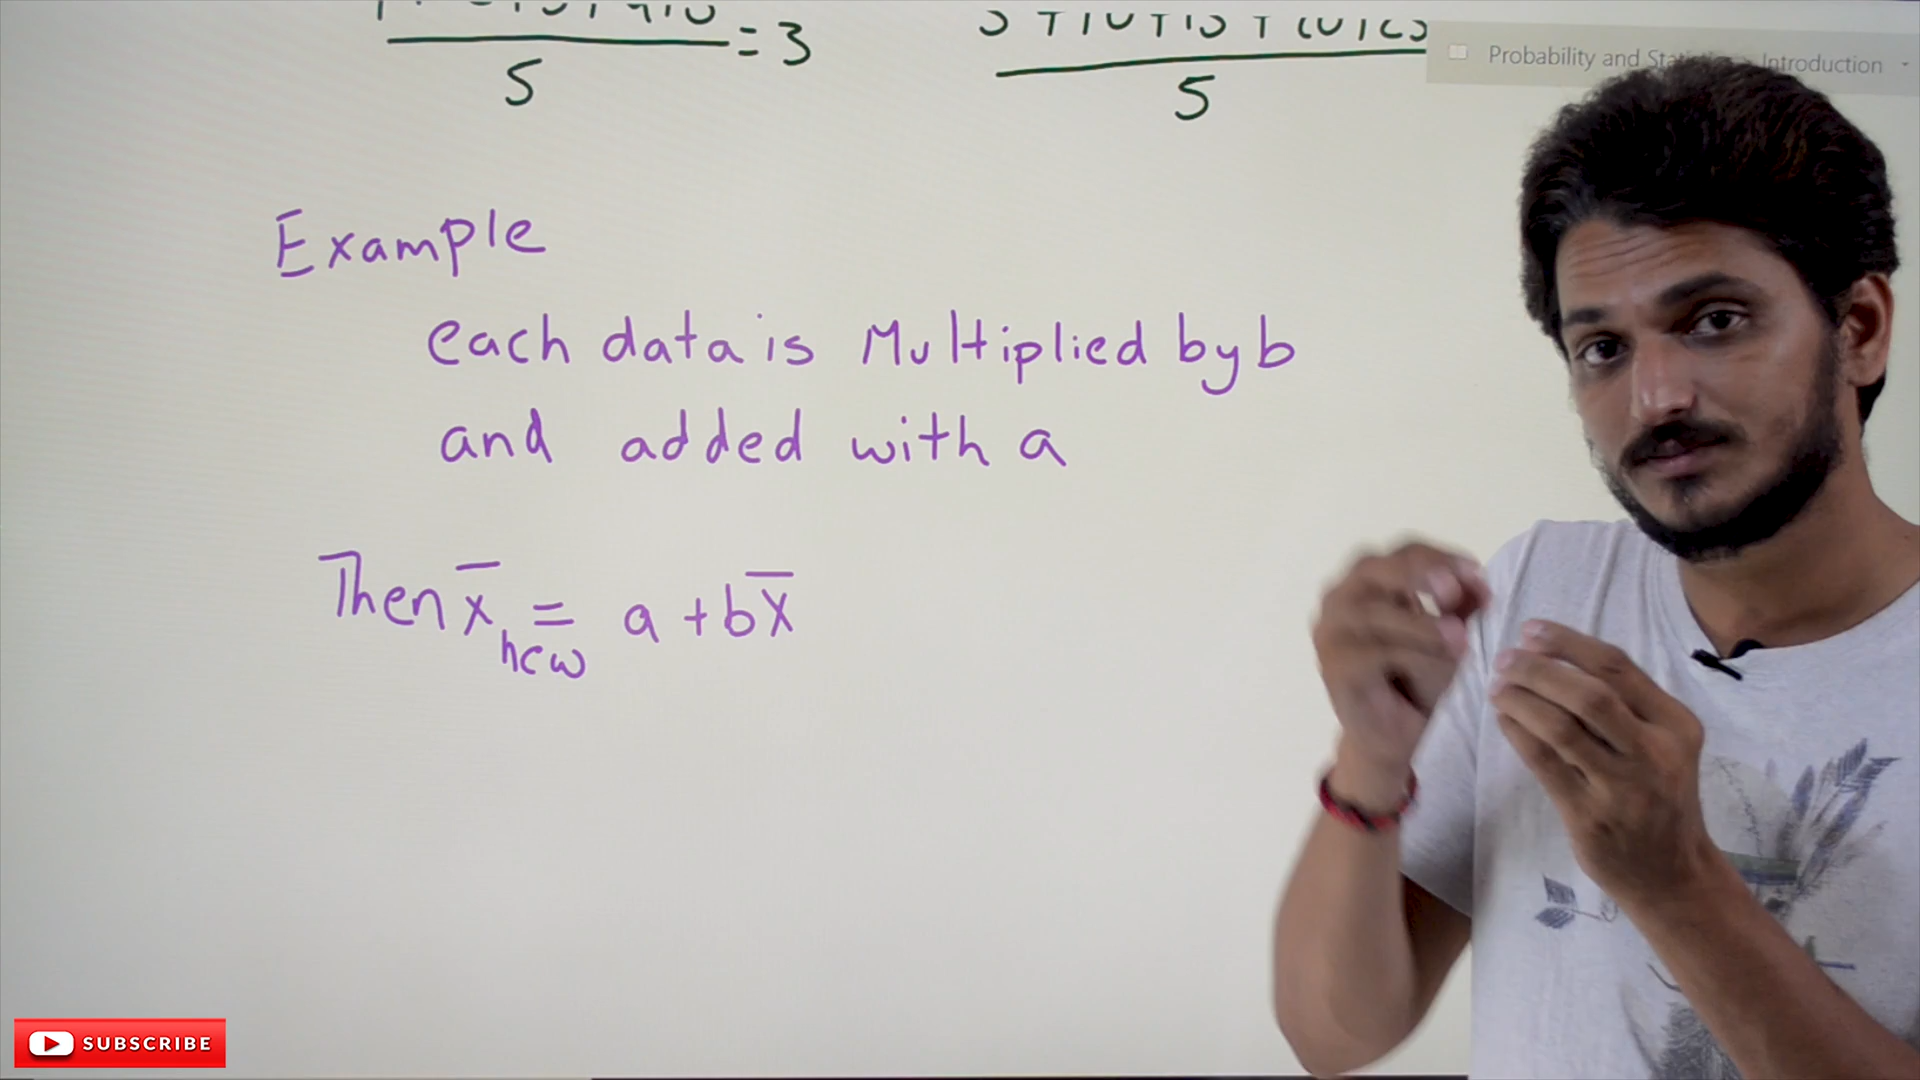 = 3
5
5
Probability and Introduction
Example
each data is Multiplied by b
and added with a
Then x̄ new = a + bx̄
SUBSCRIBE